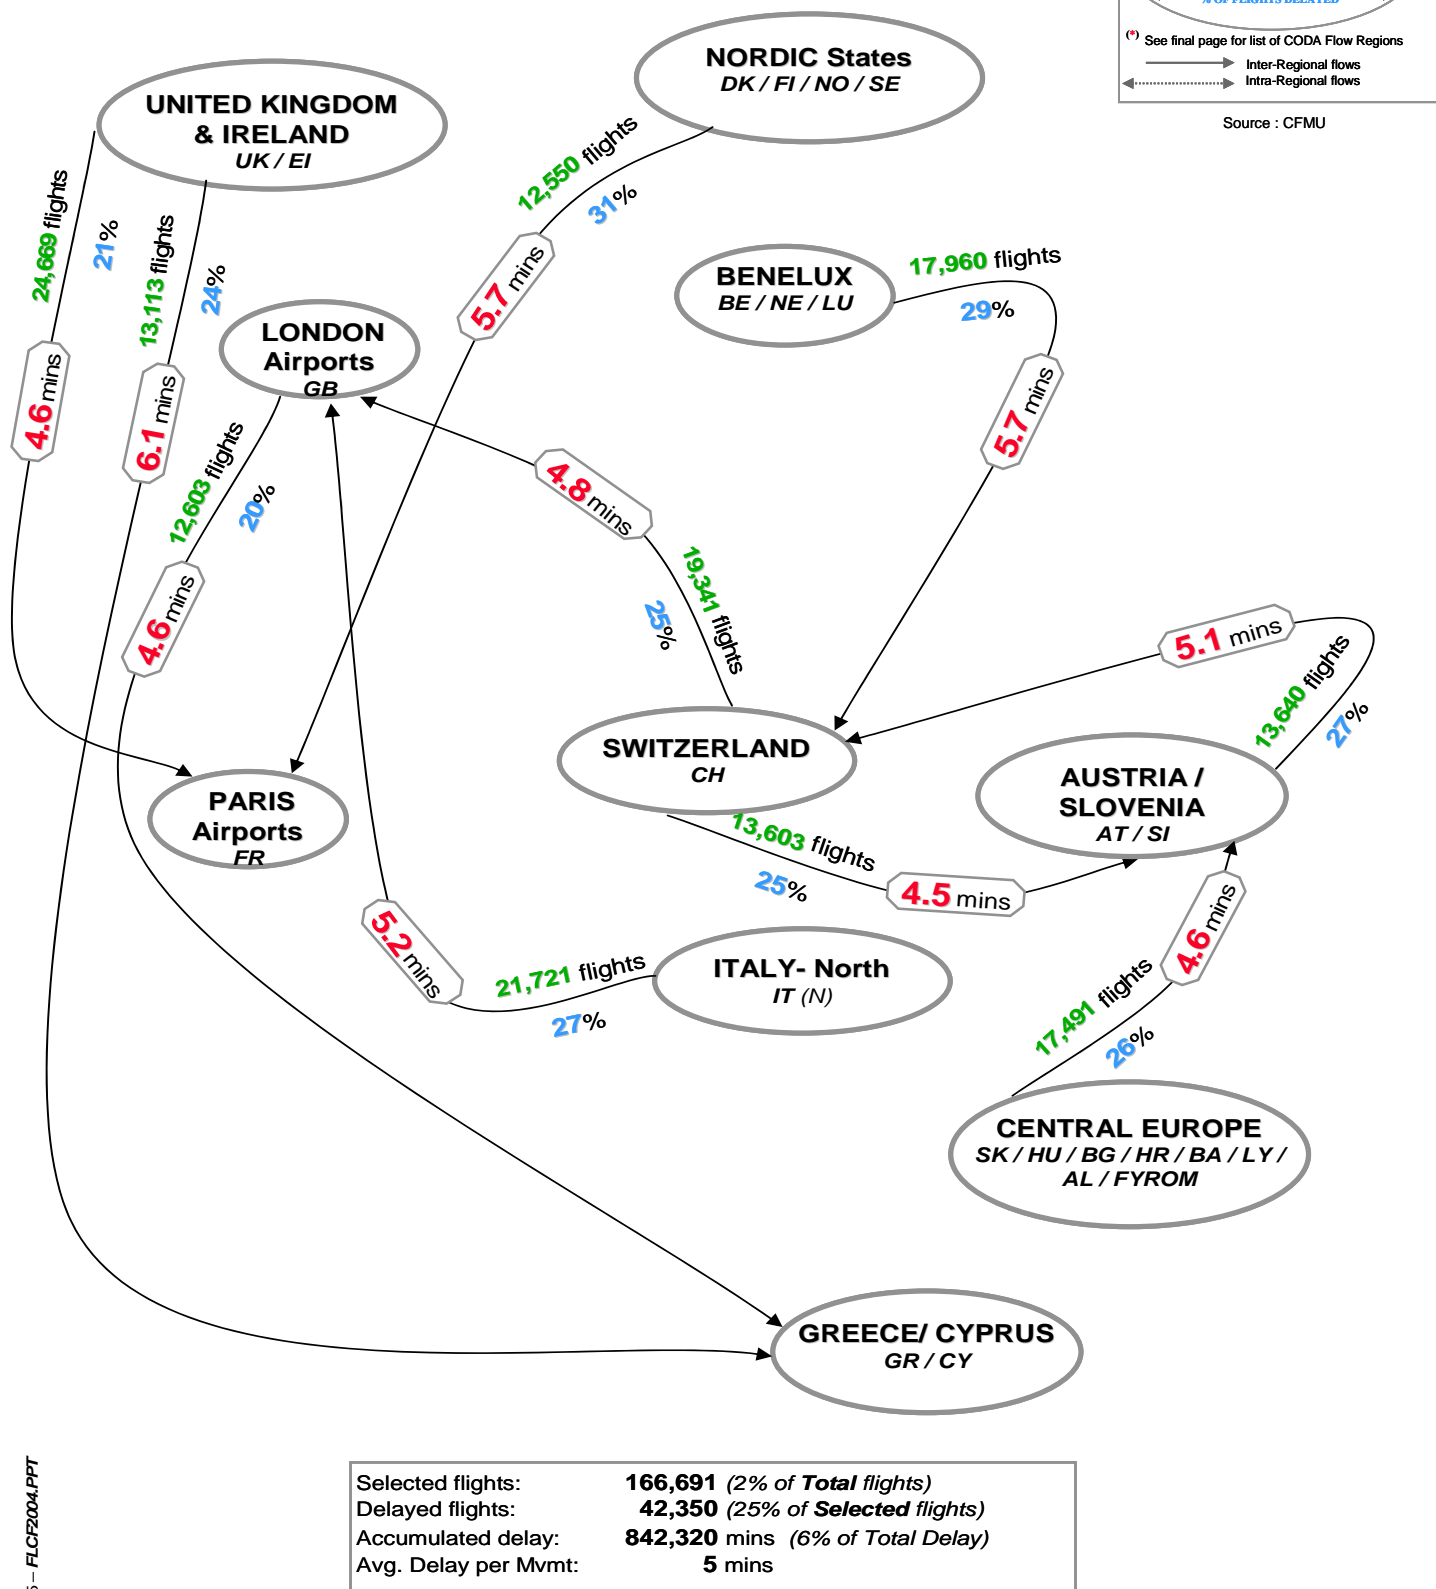 % OF FLIGHTS DELAYED
(*) See final page for list of CODA Flow Regions
Inter-Regional flows
Intra-Regional flows
Source : CFMU
NORDIC States
DK / FI / NO / SE
UNITED KINGDOM
& IRELAND
UK / EI
12,550 flights
31%
5.7 mins
24,669 flights
21%
4.6 mins
13,113 flights
24%
6.1 mins
BENELUX
BE / NE / LU
17,960 flights
29%
5.7 mins
LONDON
Airports
GB
12,603 flights
20%
4.6 mins
4.8 mins
19,341 flights
25%
5.1 mins
13,640 flights
27%
SWITZERLAND
CH
AUSTRIA /
SLOVENIA
AT / SI
PARIS
Airports
FR
13,603 flights
25%
4.5 mins
5.2 mins
21,721 flights
27%
ITALY- North
IT (N)
4.6 mins
17,491 flights
26%
CENTRAL EUROPE
SK / HU / BG / HR / BA / LY /
AL / FYROM
GREECE/ CYPRUS
GR / CY
Selected flights: 166,691 (2% of Total flights)
Delayed flights: 42,350 (25% of Selected flights)
Accumulated delay: 842,320 mins (6% of Total Delay)
Avg. Delay per Mvmt: 5 mins
– FLCF2004.PPT